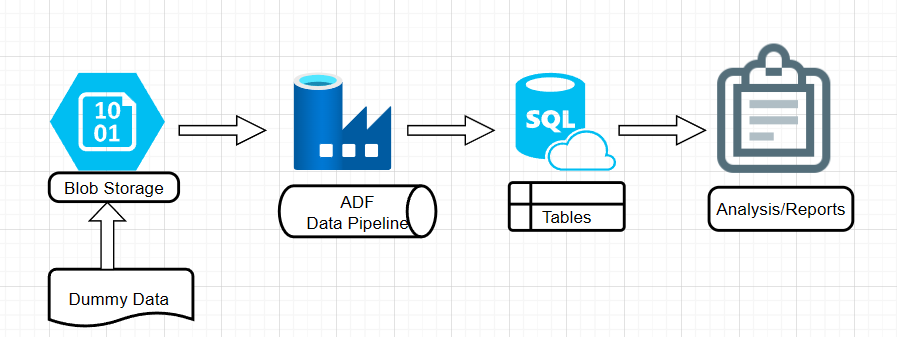 10
01
SQL
Blob Storage
ADF
Data Pipeline
Tables
Analysis/Reports
Dummy Data